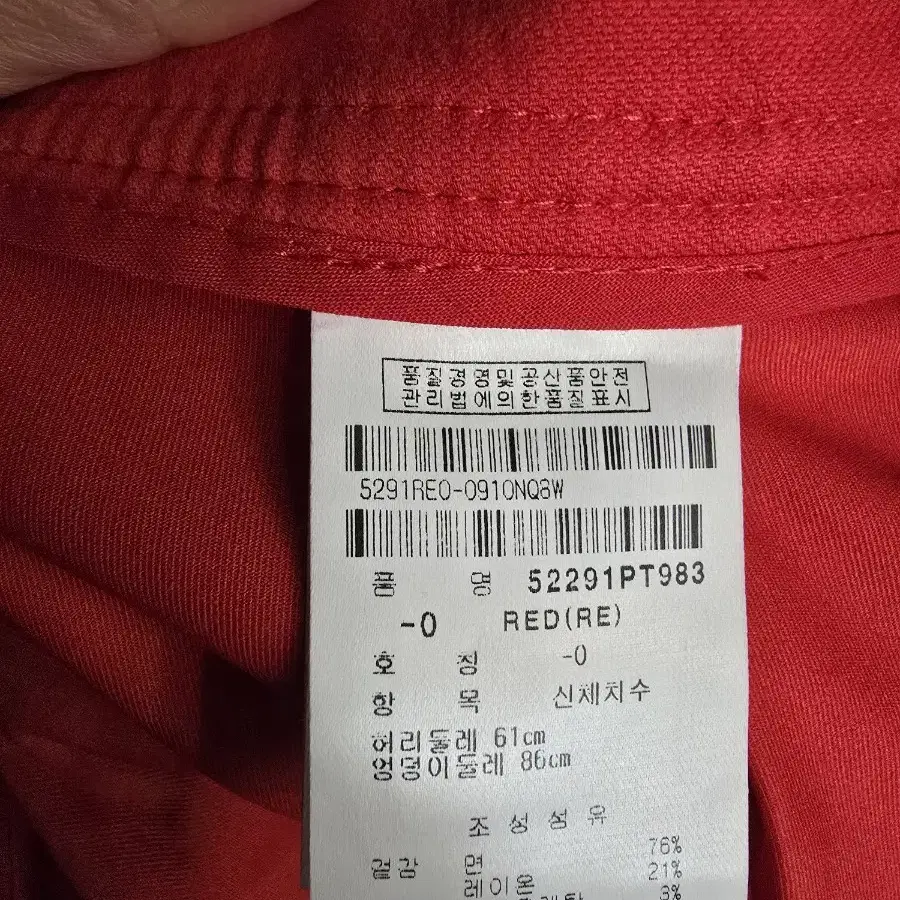 품질경영및공산품안전
관리법에의한품질표시
5291RE0-0910NQ8W
품 명 52291PT983
-0 RED(RE)
호 칭 -0
항 목 신체치수
허리둘레 61cm
엉덩이둘레 86cm
조 성 섬 유
겉감 면 76%
레이온 21%
3%